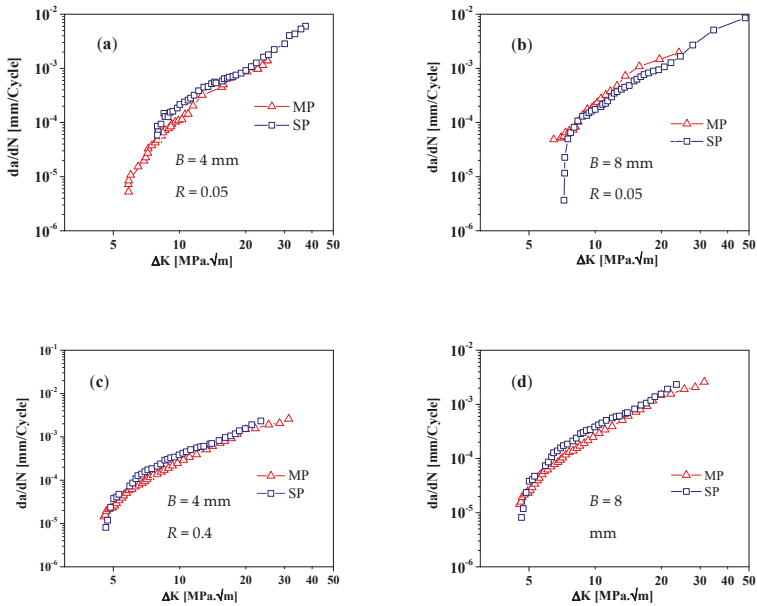 (a)
da/dN [mm/Cycle]
10⁻²
10⁻³
10⁻⁴
10⁻⁵
10⁻⁶
MP
SP
B = 4 mm
R = 0.05
5 10 20 30 40 50
ΔK [MPa.√m]
(b)
da/dN [mm/Cycle]
10⁻²
10⁻³
10⁻⁴
10⁻⁵
10⁻⁶
MP
SP
B = 8 mm
R = 0.05
5 10 20 30 40 50
ΔK [MPa.√m]
(c)
da/dN [mm/Cycle]
10⁻¹
10⁻²
10⁻³
10⁻⁴
10⁻⁵
10⁻⁶
MP
SP
B = 4 mm
R = 0.4
5 10 20 30 40 50
ΔK [MPa.√m]
(d)
da/dN [mm/Cycle]
10⁻²
10⁻³
10⁻⁴
10⁻⁵
10⁻⁶
MP
SP
B = 8
mm
5 10 20 30 40 50
ΔK [MPa.√m]